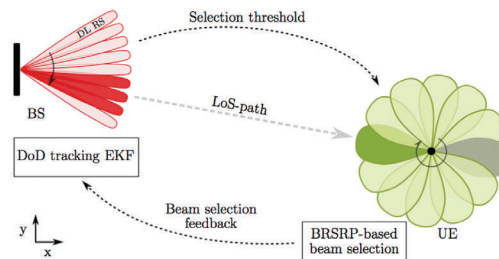 Selection threshold
DL RS
BS
LoS-path
DoD tracking EKF
Beam selection
feedback
y
x
BRSRP-based
beam selection
UE